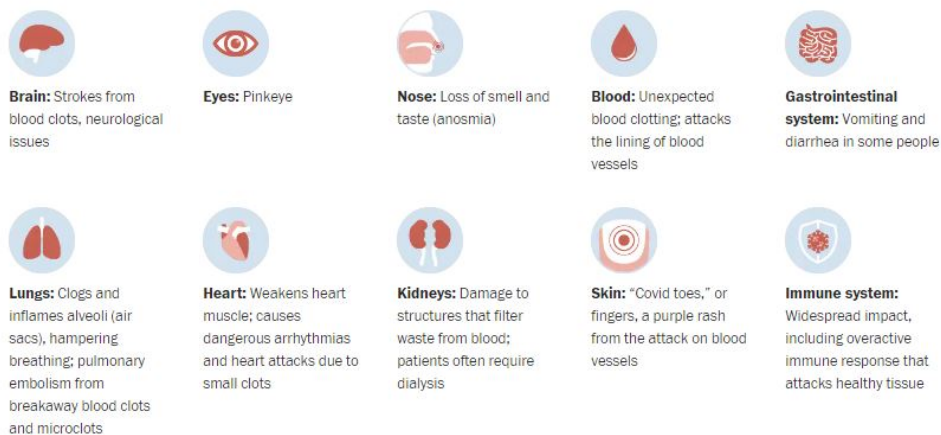 Brain: Strokes from
blood clots, neurological
issues
Eyes: Pinkeye
Nose: Loss of smell and
taste (anosmia)
Blood: Unexpected
blood clotting; attacks
the lining of blood
vessels
Gastrointestinal
system: Vomiting and
diarrhea in some people
Lungs: Clogs and
inflames alveoli (air
sacs), hampering
breathing; pulmonary
embolism from
breakaway blood clots
and microclots
Heart: Weakens heart
muscle; causes
dangerous arrhythmias
and heart attacks due to
small clots
Kidneys: Damage to
structures that filter
waste from blood;
patients often require
dialysis
Skin: “Covid toes,” or
fingers, a purple rash
from the attack on blood
vessels
Immune system:
Widespread impact,
including overactive
immune response that
attacks healthy tissue